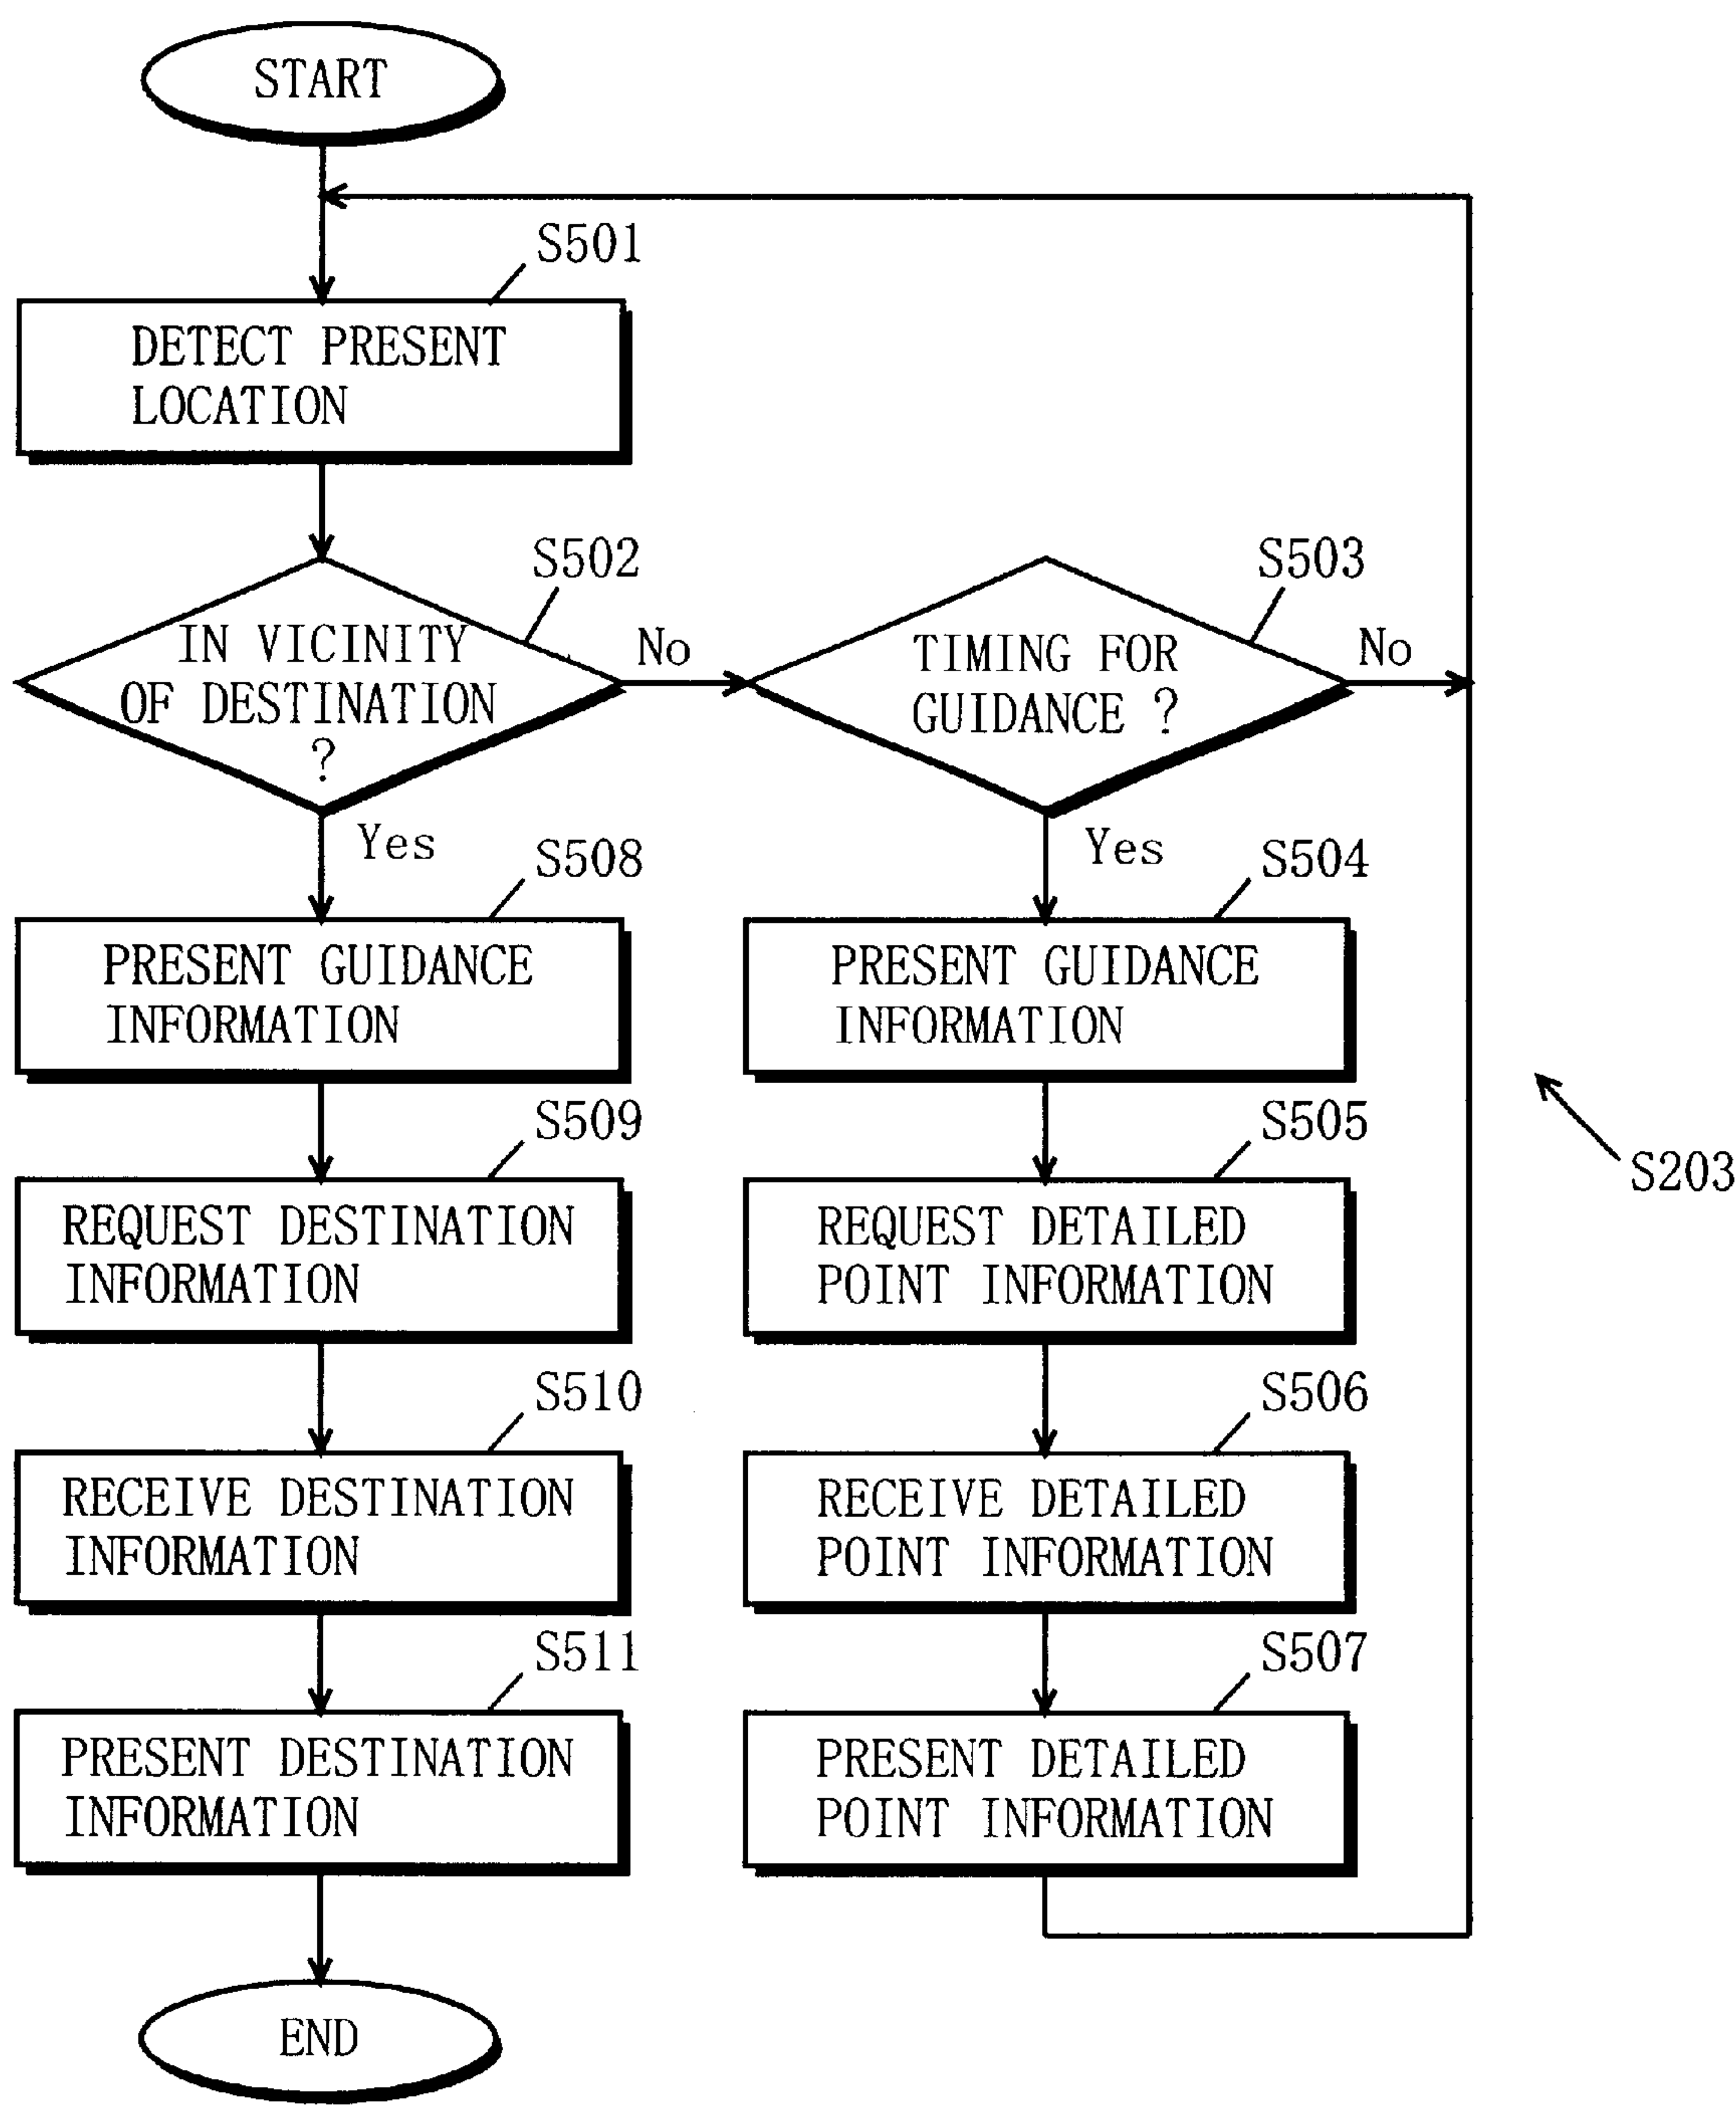 START
S501
DETECT PRESENT
LOCATION
S502
IN VICINITY
OF DESTINATION
?
No
Yes
S503
TIMING FOR
GUIDANCE ?
No
Yes
S508
PRESENT GUIDANCE
INFORMATION
S504
PRESENT GUIDANCE
INFORMATION
S509
REQUEST DESTINATION
INFORMATION
S505
REQUEST DETAILED
POINT INFORMATION
S203
S510
RECEIVE DESTINATION
INFORMATION
S506
RECEIVE DETAILED
POINT INFORMATION
S511
PRESENT DESTINATION
INFORMATION
S507
PRESENT DETAILED
POINT INFORMATION
END